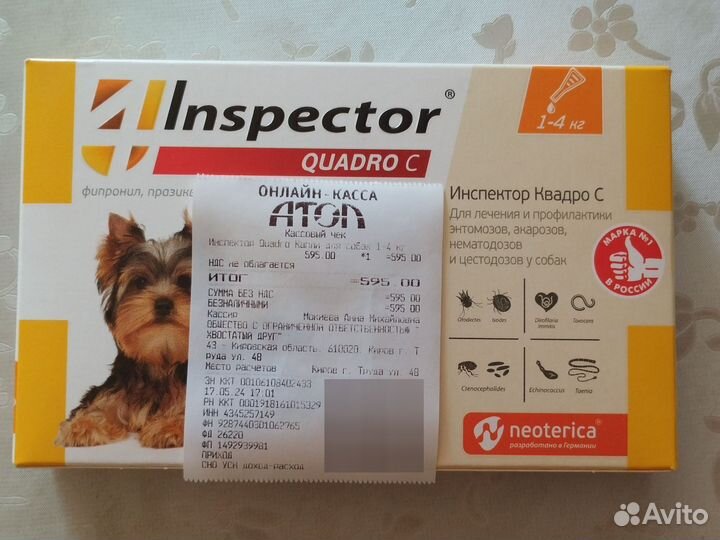 4 Inspector®
QUADRO C
фипронил, празикв
1-4 кг
Инспектор Квадро С
Для лечения и профилактики
энтомозов, акарозов,
нематодозов
и цестодозов у собак
МАРКА №1
В РОССИИ
Otodectes
Ixodes
Dirofilaria
immitis
Toxocara
Ctenocephalides
Echinococcus
Taenia
neoterica
разработано в Германии
ОНЛАЙН-КАССА
АТОЛ
Кассовый чек
Инспектор Quadro Капли для собак 1-4 кг
595.00 *1 =595.00
НДС не облагается
ИТОГ =595.00
СУММА БЕЗ НДС =595.00
БЕЗНАЛИЧНЫМИ =595.00
Кассир Мокиева Анна Михайловна
ОБЩЕСТВО С ОГРАНИЧЕННОЙ ОТВЕТСТВЕННОСТЬЮ "
ХВОСТАТЫЙ ДРУГ"
43 - Кировская область, 610020, Киров г, Т
руда ул, 48
Место расчетов Киров г, Труда ул, 48
ЗН ККТ 00106108402433
17.05.24 17:01
РН ККТ 0001918161015329
ИНН 4345257149
ФН 9287440301062765
ФД 26220
ФП 1492939981
ПРИХОД
СНО УСН доход-расход
Avito